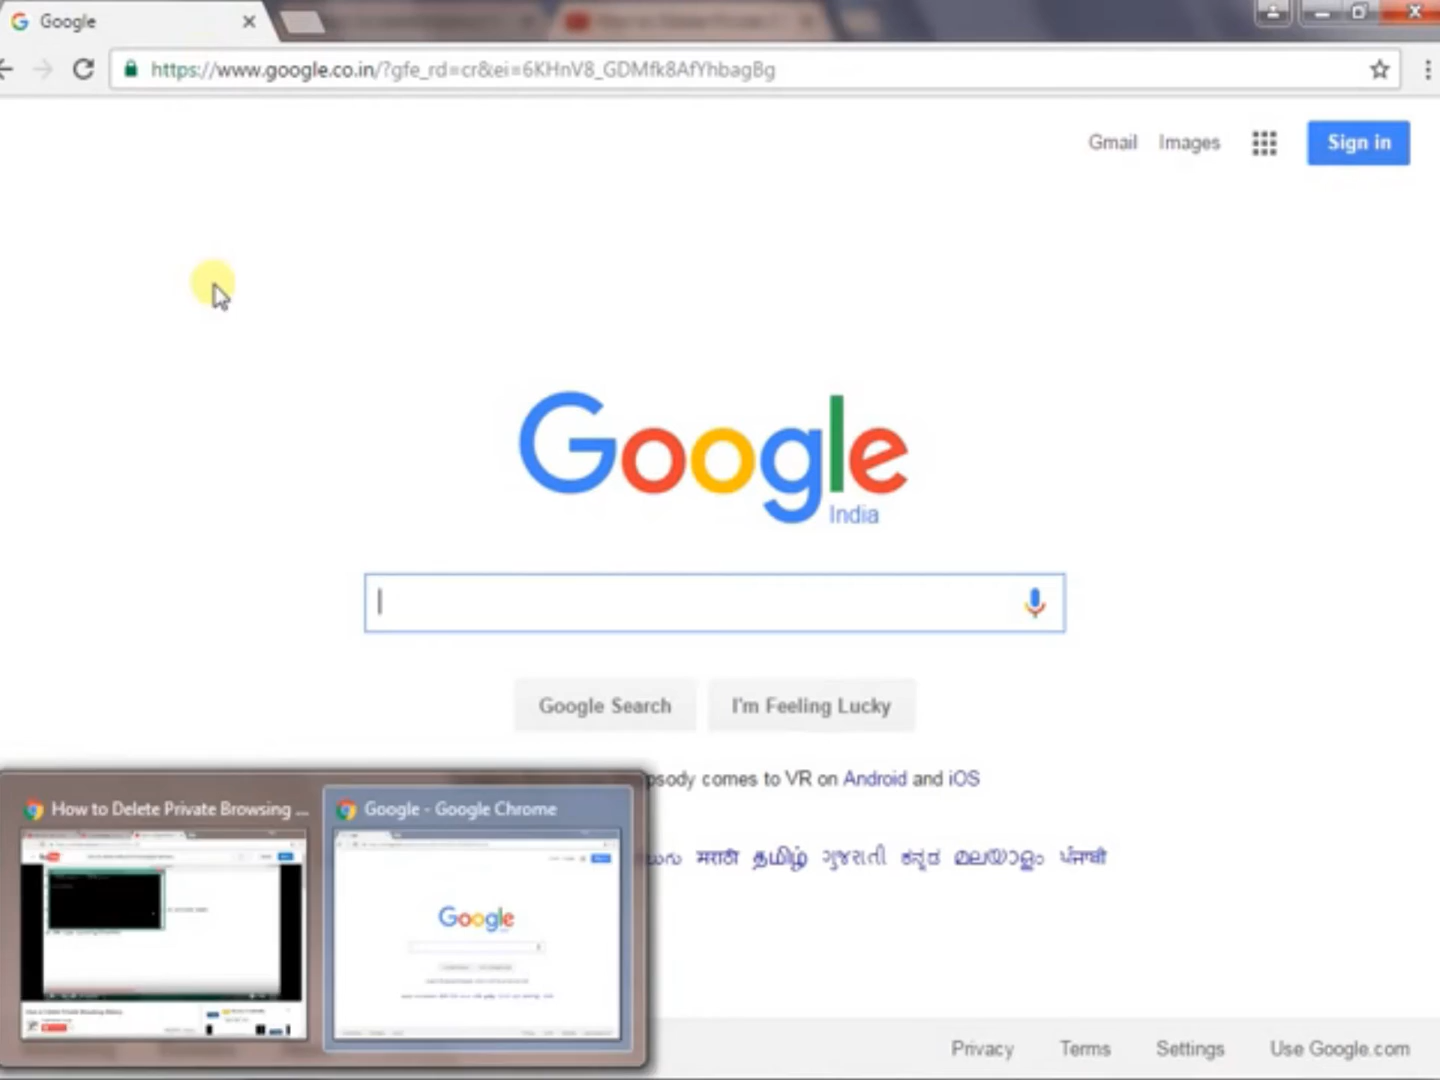 Google
https://www.google.co.in/?gfe_rd=cr&ei=6KHnV8_GDMfk8AfYhbagBg
Gmail Images Sign in
Google
India
Google Search I'm Feeling Lucky
comes to VR on Android and iOS
मराठी தமிழ் ગુજરાતી ಕನ್ನಡ മലയാളം ਪੰਜਾਬੀ
How to Delete Private Browsing ... Google - Google Chrome
Google
Privacy Terms Settings Use Google.com